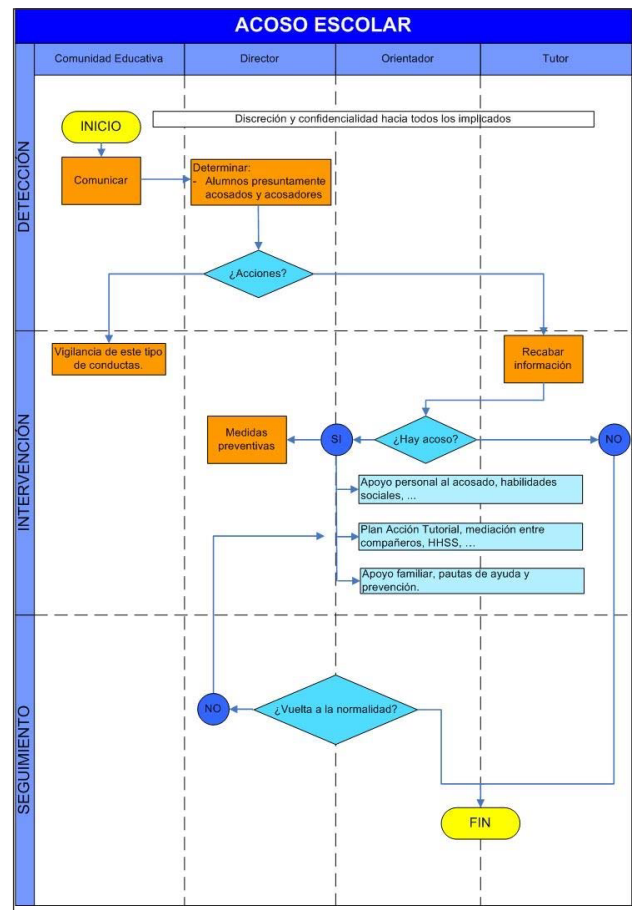 ACOSO ESCOLAR
Comunidad Educativa
Director
Orientador
Tutor
DETECCIÓN
INICIO
Discreción y confidencialidad hacia todos los implicados
Comunicar
Determinar:
- Alumnos presuntamente
acosados y acosadores
¿Acciones?
INTERVENCIÓN
Vigilancia de este tipo
de conductas.
Recabar
información
Medidas
preventivas
SI
¿Hay acoso?
NO
Apoyo personal al acosado, habilidades
sociales, ...
Plan Acción Tutorial, mediación entre
compañeros, HHSS, ...
Apoyo familiar, pautas de ayuda y
prevención.
SEGUIMIENTO
NO
¿Vuelta a la normalidad?
FIN